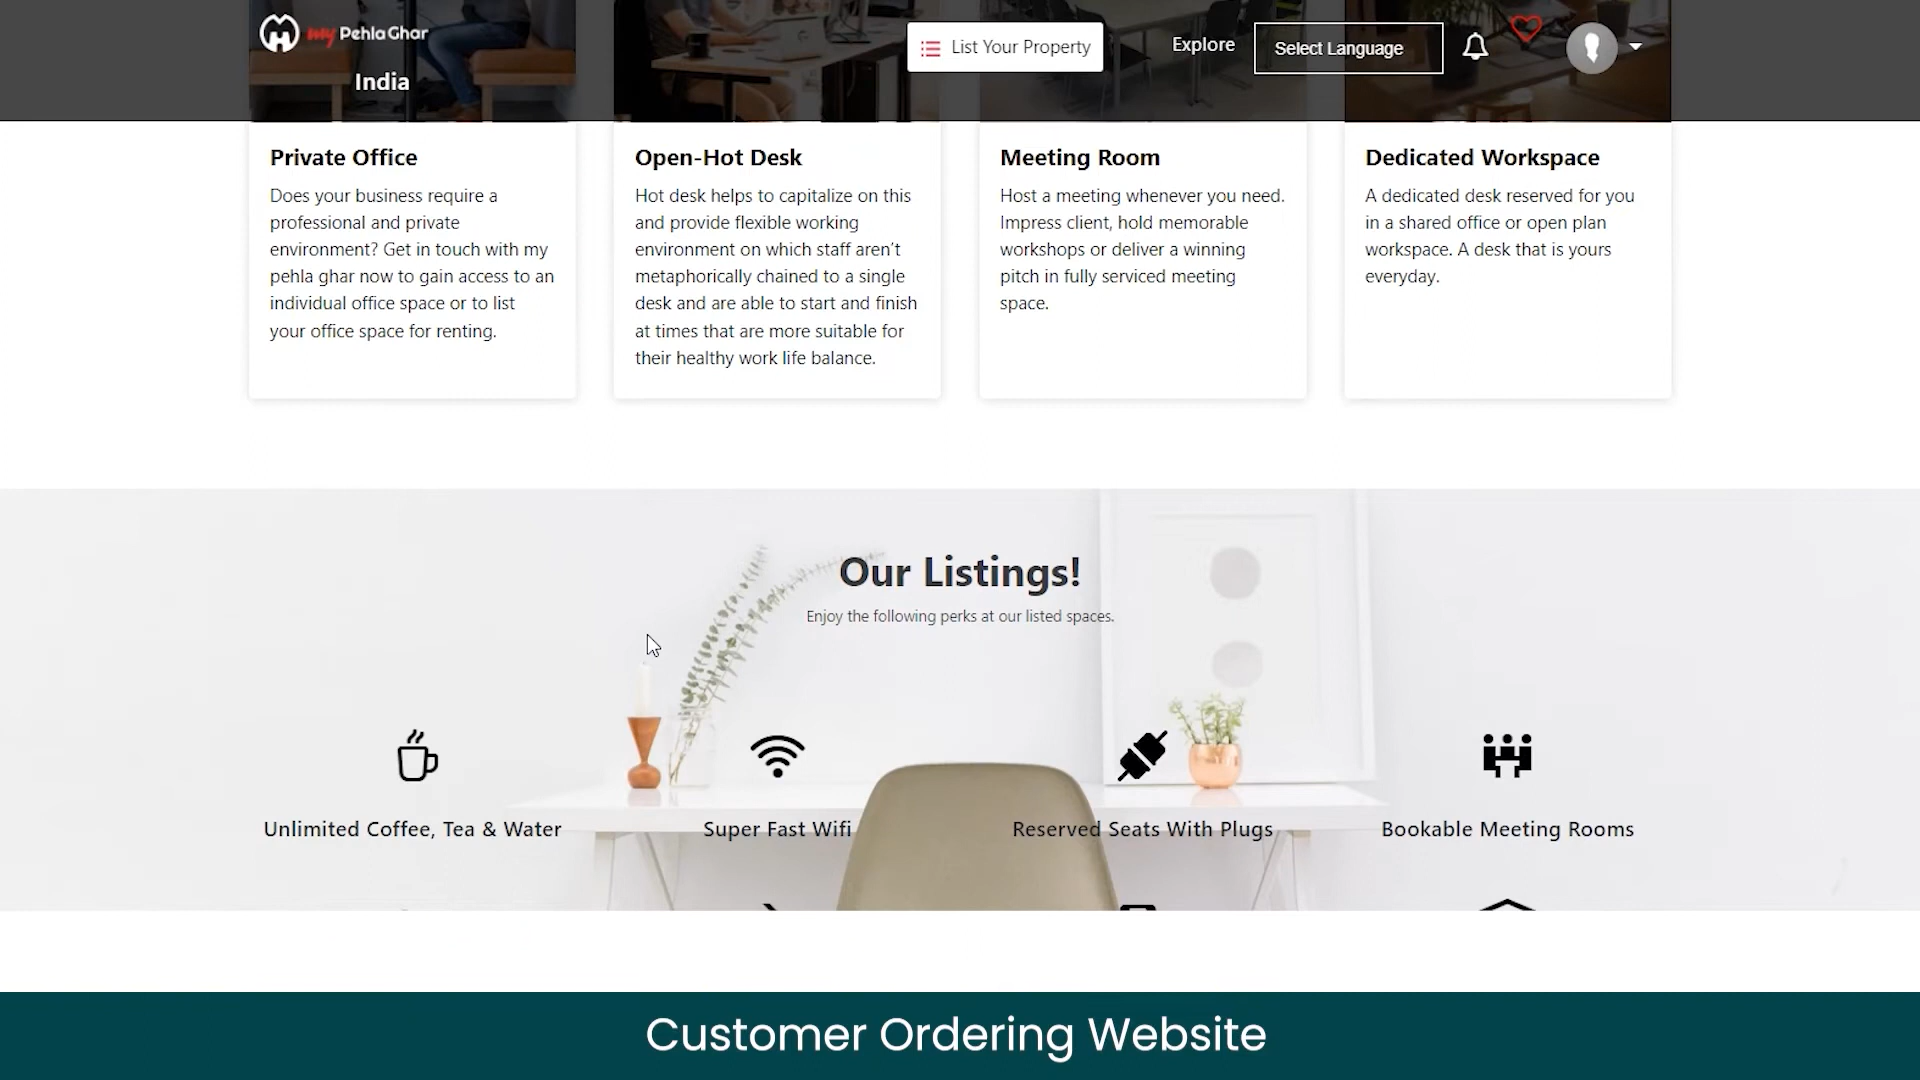 my Pehla Ghar
India
List Your Property
Explore
Select Language
Private Office
Does your business require a
professional and private
environment? Get in touch with my
pehla ghar now to gain access to an
individual office space or to list
your office space for renting.
Open-Hot Desk
Hot desk helps to capitalize on this
and provide flexible working
environment on which staff aren’t
metaphorically chained to a single
desk and are able to start and finish
at times that are more suitable for
their healthy work life balance.
Meeting Room
Host a meeting whenever you need.
Impress client, hold memorable
workshops or deliver a winning
pitch in fully serviced meeting
space.
Dedicated Workspace
A dedicated desk reserved for you
in a shared office or open plan
workspace. A desk that is yours
everyday.
Our Listings!
Enjoy the following perks at our listed spaces.
Unlimited Coffee, Tea & Water
Super Fast Wifi
Reserved Seats With Plugs
Bookable Meeting Rooms
Customer Ordering Website